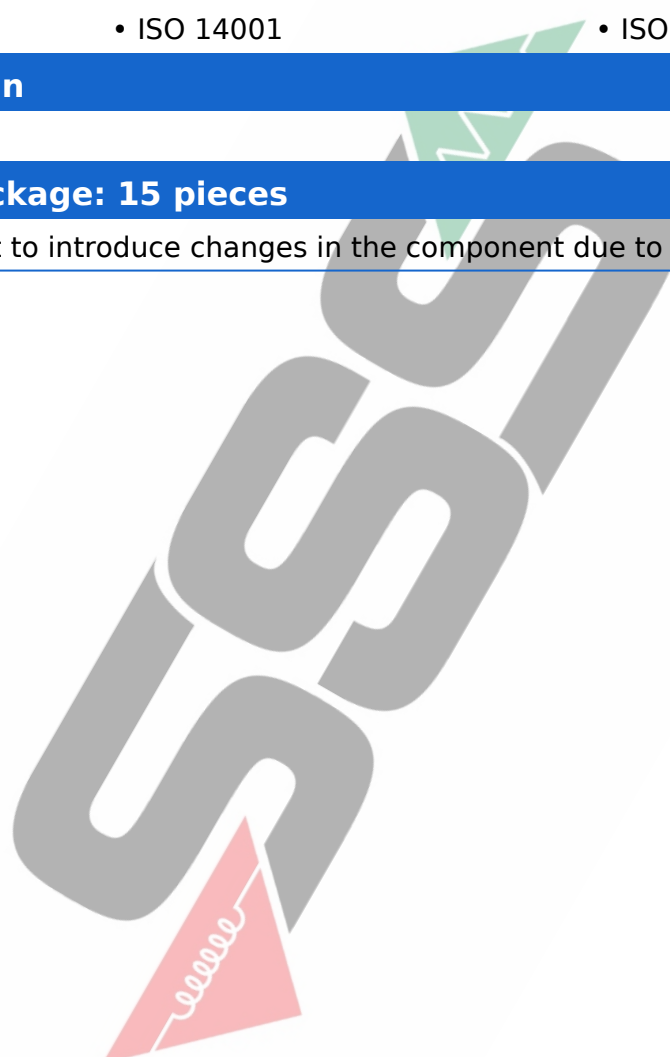 • ISO 14001 • ISO
n
ckage: 15 pieces
t to introduce changes in the component due to